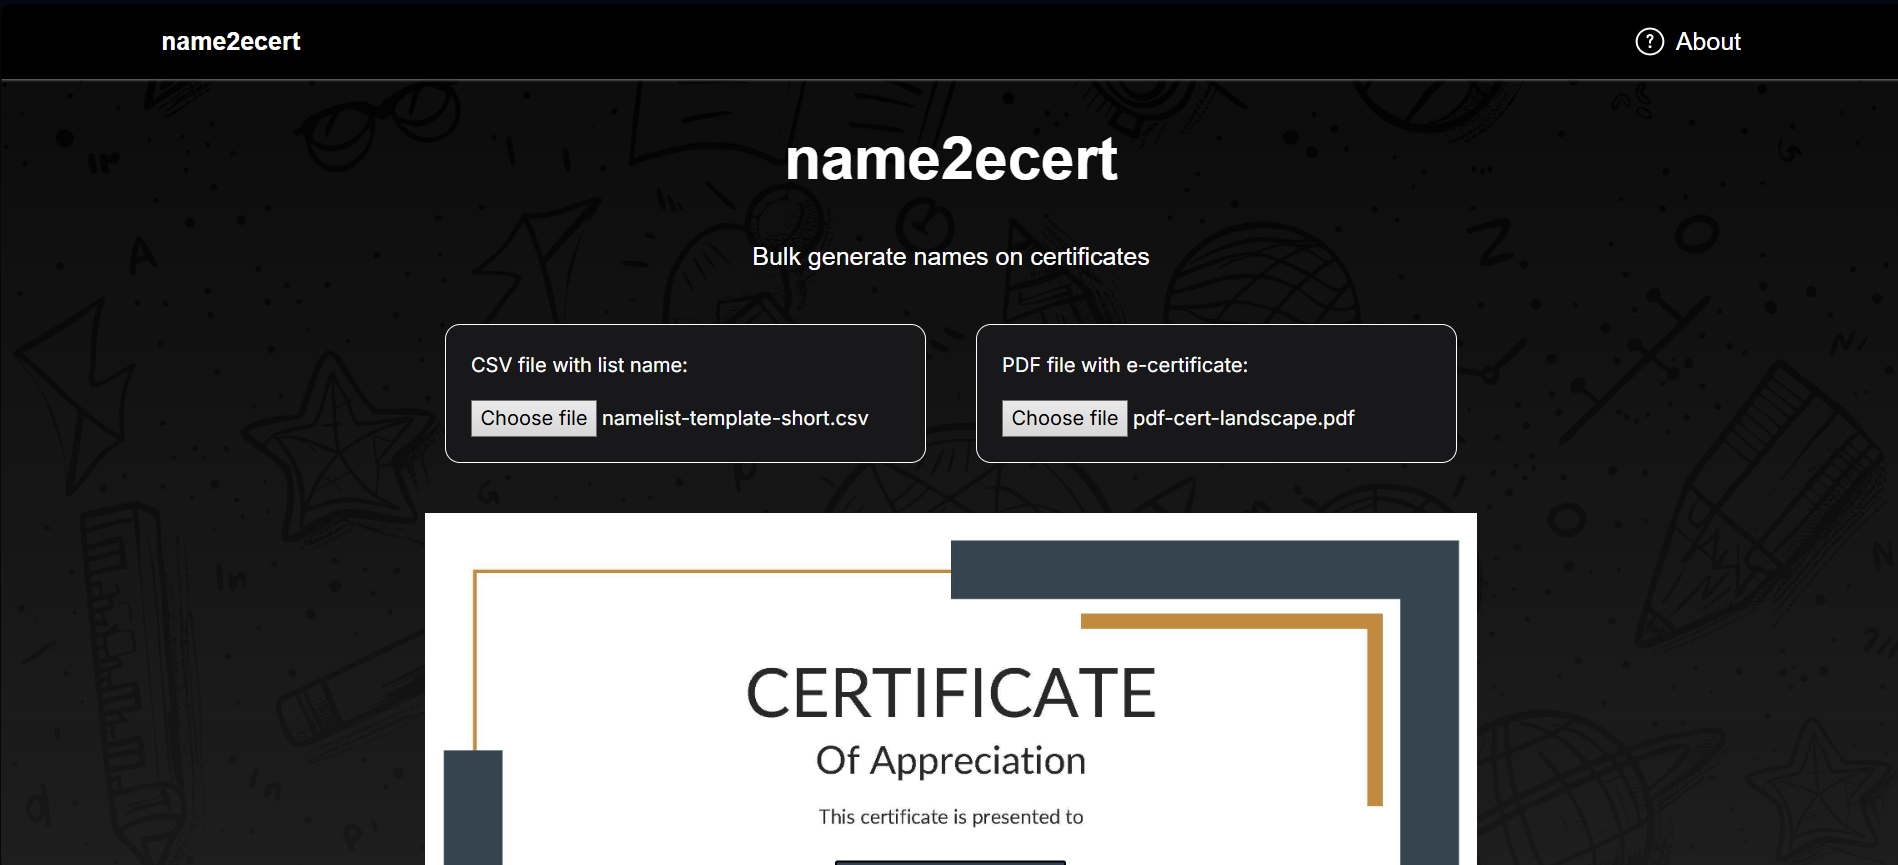 name2ecert
About
name2ecert
Bulk generate names on certificates
CSV file with list name:
Choose file namelist-template-short.csv
PDF file with e-certificate:
Choose file pdf-cert-landscape.pdf
CERTIFICATE
Of Appreciation
This certificate is presented to